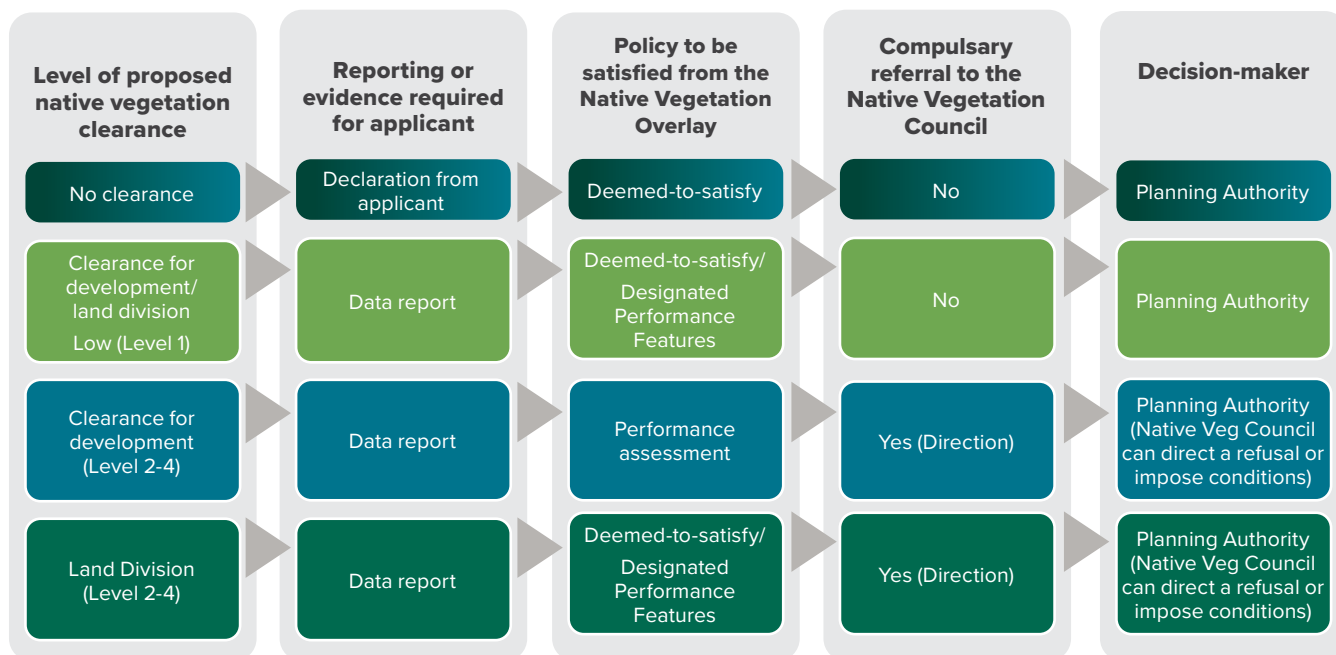 Level of proposed
native vegetation
clearance
Reporting or
evidence required
for applicant
Policy to be
satisfied from the
Native Vegetation
Overlay
Compulsary
referral to the
Native Vegetation
Council
Decision-maker
No clearance
Declaration from
applicant
Deemed-to-satisfy
No
Planning Authority
Clearance for
development/
land division
Low (Level 1)
Data report
Deemed-to-satisfy/
Designated
Performance
Features
No
Planning Authority
Clearance for
development
(Level 2-4)
Data report
Performance
assessment
Yes (Direction)
Planning Authority
(Native Veg Council
can direct a refusal or
impose conditions)
Land Division
(Level 2-4)
Data report
Deemed-to-satisfy/
Designated
Performance
Features
Yes (Direction)
Planning Authority
(Native Veg Council
can direct a refusal or
impose conditions)